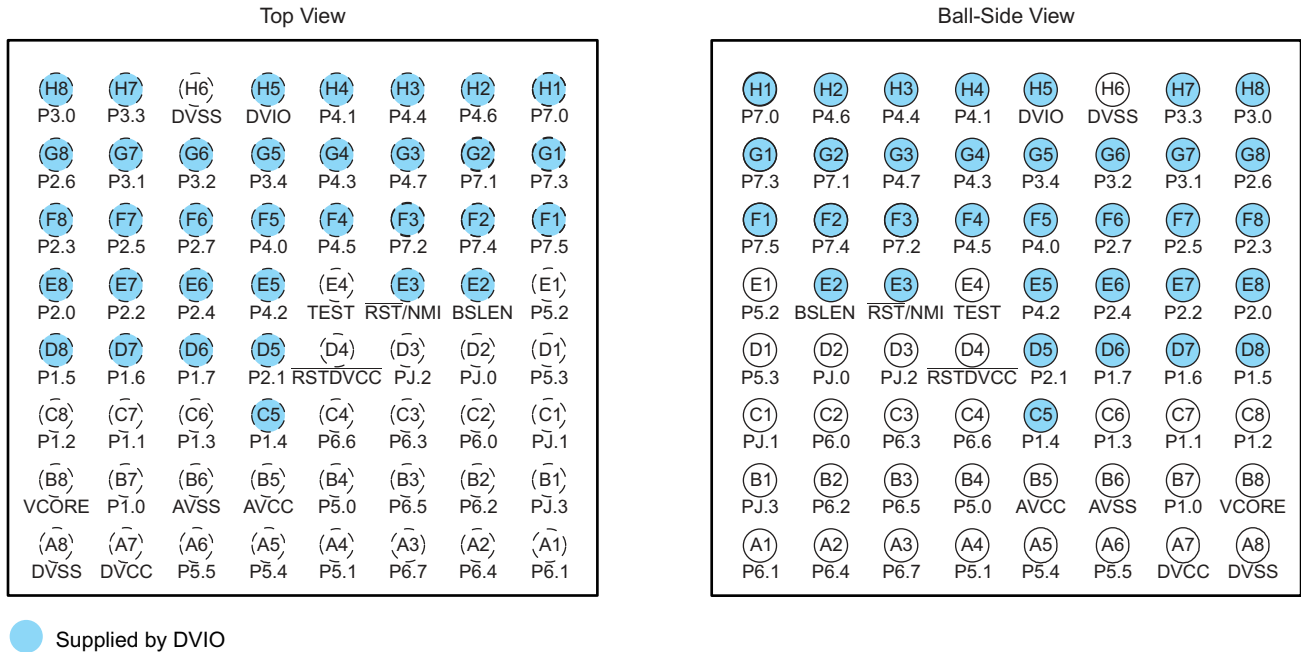 Top View
Ball-Side View
H8 H7 H6 H5 H4 H3 H2 H1
P3.0 P3.3 DVSS DVIO P4.1 P4.4 P4.6 P7.0
G8 G7 G6 G5 G4 G3 G2 G1
P2.6 P3.1 P3.2 P3.4 P4.3 P4.7 P7.1 P7.3
F8 F7 F6 F5 F4 F3 F2 F1
P2.3 P2.5 P2.7 P4.0 P4.5 P7.2 P7.4 P7.5
E8 E7 E6 E5 E4 E3 E2 E1
P2.0 P2.2 P2.4 P4.2 TEST RST/NMI BSLEN P5.2
D8 D7 D6 D5 D4 D3 D2 D1
P1.5 P1.6 P1.7 P2.1 RSTDVCC PJ.2 PJ.0 P5.3
C8 C7 C6 C5 C4 C3 C2 C1
P1.2 P1.1 P1.3 P1.4 P6.6 P6.3 P6.0 PJ.1
B8 B7 B6 B5 B4 B3 B2 B1
VCORE P1.0 AVSS AVCC P5.0 P6.5 P6.2 PJ.3
A8 A7 A6 A5 A4 A3 A2 A1
DVSS DVCC P5.5 P5.4 P5.1 P6.7 P6.4 P6.1
H1 H2 H3 H4 H5 H6 H7 H8
P7.0 P4.6 P4.4 P4.1 DVIO DVSS P3.3 P3.0
G1 G2 G3 G4 G5 G6 G7 G8
P7.3 P7.1 P4.7 P4.3 P3.4 P3.2 P3.1 P2.6
F1 F2 F3 F4 F5 F6 F7 F8
P7.5 P7.4 P7.2 P4.5 P4.0 P2.7 P2.5 P2.3
E1 E2 E3 E4 E5 E6 E7 E8
P5.2 BSLEN RST/NMI TEST P4.2 P2.4 P2.2 P2.0
D1 D2 D3 D4 D5 D6 D7 D8
P5.3 PJ.0 PJ.2 RSTDVCC P2.1 P1.7 P1.6 P1.5
C1 C2 C3 C4 C5 C6 C7 C8
PJ.1 P6.0 P6.3 P6.6 P1.4 P1.3 P1.1 P1.2
B1 B2 B3 B4 B5 B6 B7 B8
PJ.3 P6.2 P6.5 P5.0 AVCC AVSS P1.0 VCORE
A1 A2 A3 A4 A5 A6 A7 A8
P6.1 P6.4 P6.7 P5.1 P5.4 P5.5 DVCC DVSS
Supplied by DVIO